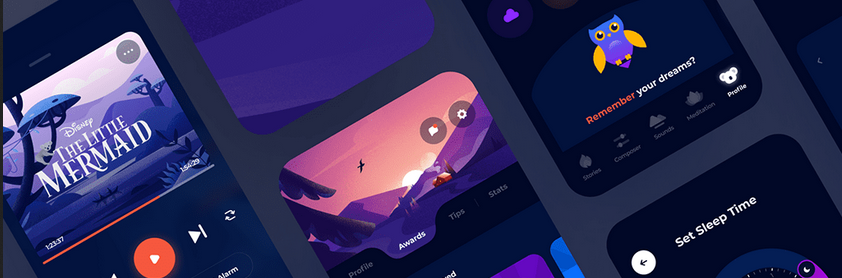 Disney
THE LITTLE
MERMAID
1:23:37
1:56:29
Alarm
Profile
Awards
Tips
Stats
Remember your dreams?
Stories
Composer
Sounds
Meditation
Profile
Set Sleep Time